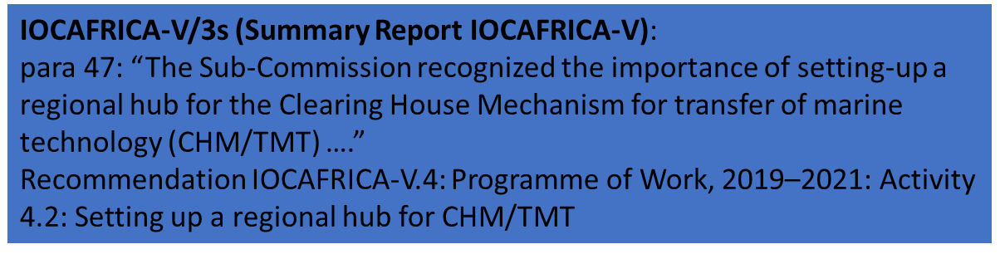 IOCAFRICA-V/3s (Summary Report IOCAFRICA-V):
para 47: “The Sub-Commission recognized the importance of setting-up a
regional hub for the Clearing House Mechanism for transfer of marine
technology (CHM/TMT) ….”
Recommendation IOCAFRICA-V.4: Programme of Work, 2019–2021: Activity
4.2: Setting up a regional hub for CHM/TMT